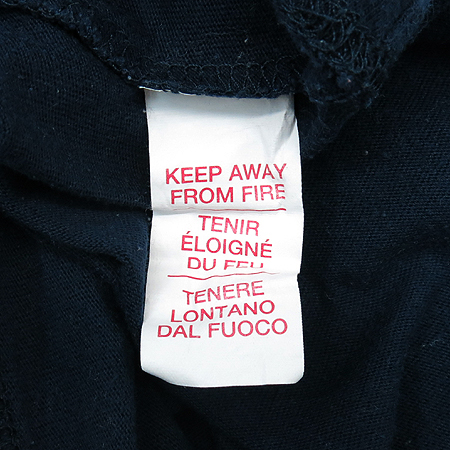 KEEP AWAY
FROM FIRE
TENIR
ÉLOIGNÉ
DU FEU
TENERE
LONTANO
DAL FUOCO